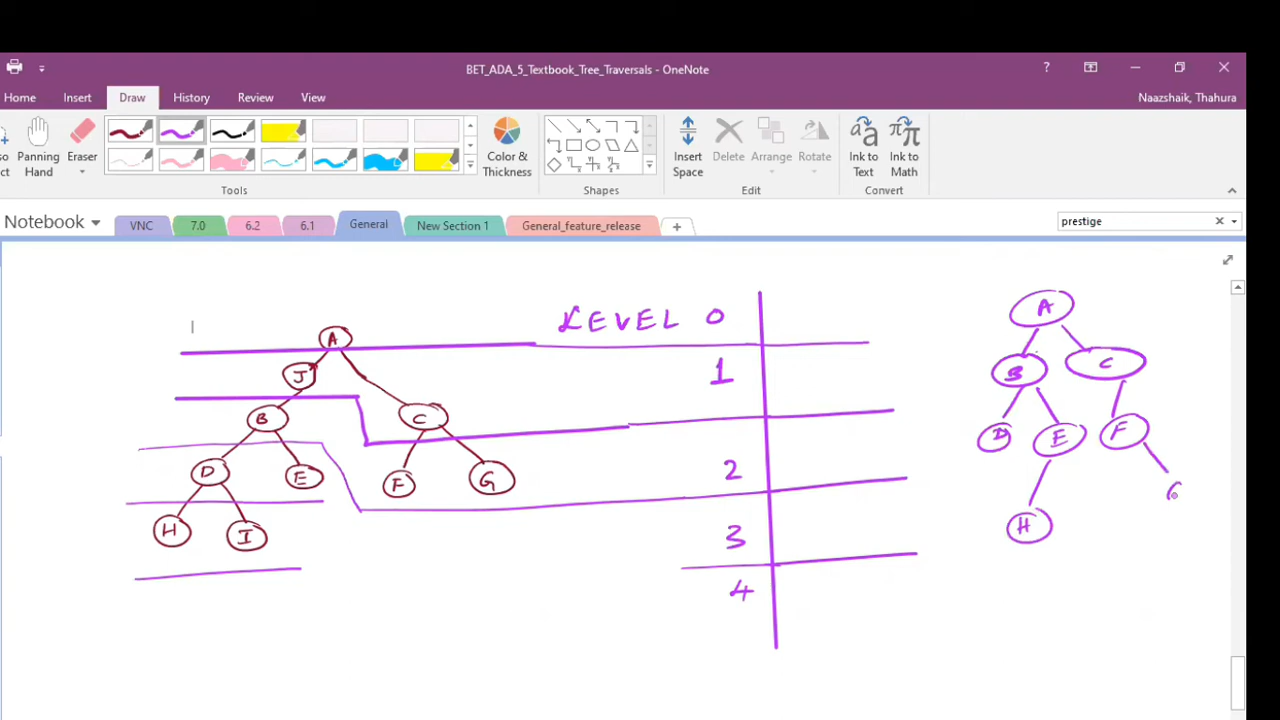 BET_ADA_5_Textbook_Tree_Traversals - OneNote
?
Home Insert Draw History Review View
Naazshaik, Thahura
Panning Hand
Eraser
Color & Thickness
Insert Space
Delete
Arrange
Rotate
Ink to Text
Ink to Math
Tools
Shapes
Edit
Convert
Notebook
VNC 7.0 6.2 6.1 General New Section 1 General_feature_release
prestige
LEVEL 0
1
2
3
4
A
J
B C
D E F G
H I
A
B C
D E F
H